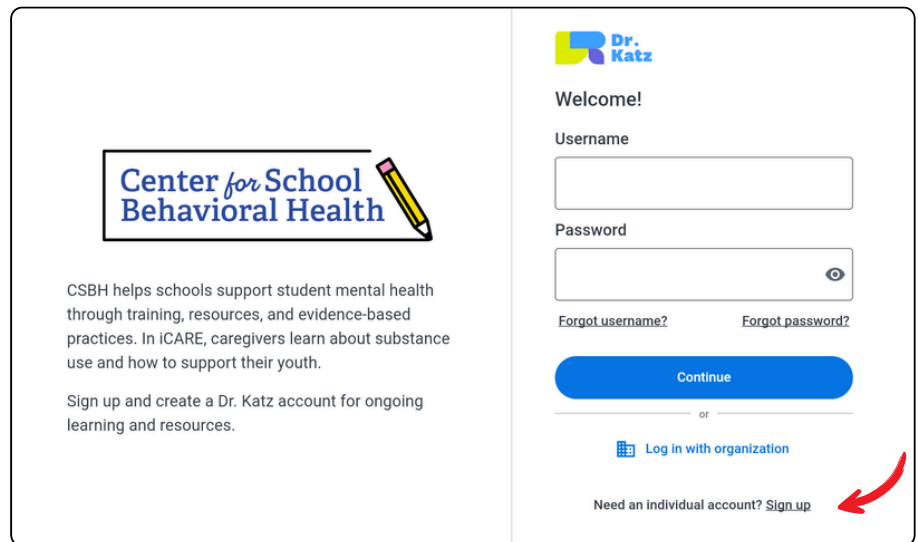 Center for School
Behavioral Health
CSBH helps schools support student mental health
through training, resources, and evidence-based
practices. In iCARE, caregivers learn about substance
use and how to support their youth.
Sign up and create a Dr. Katz account for ongoing
learning and resources.
Dr.
Katz
Welcome!
Username
Password
Forgot username? Forgot password?
Continue
or
Log in with organization
Need an individual account? Sign up